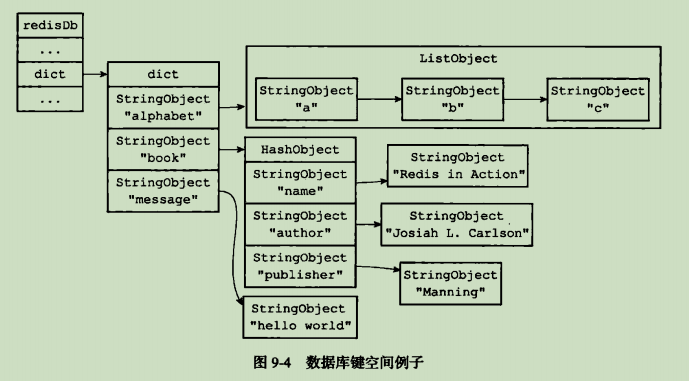 redisDb
...
dict
...
dict
StringObject
"alphabet"
StringObject
"book"
StringObject
"message"
ListObject
StringObject
"a"
StringObject
"b"
StringObject
"c"
HashObject
StringObject
"name"
StringObject
"author"
StringObject
"publisher"
StringObject
"Redis in Action"
StringObject
"Josiah L. Carlson"
StringObject
"Manning"
StringObject
"hello world"
图 9-4 数据库键空间例子